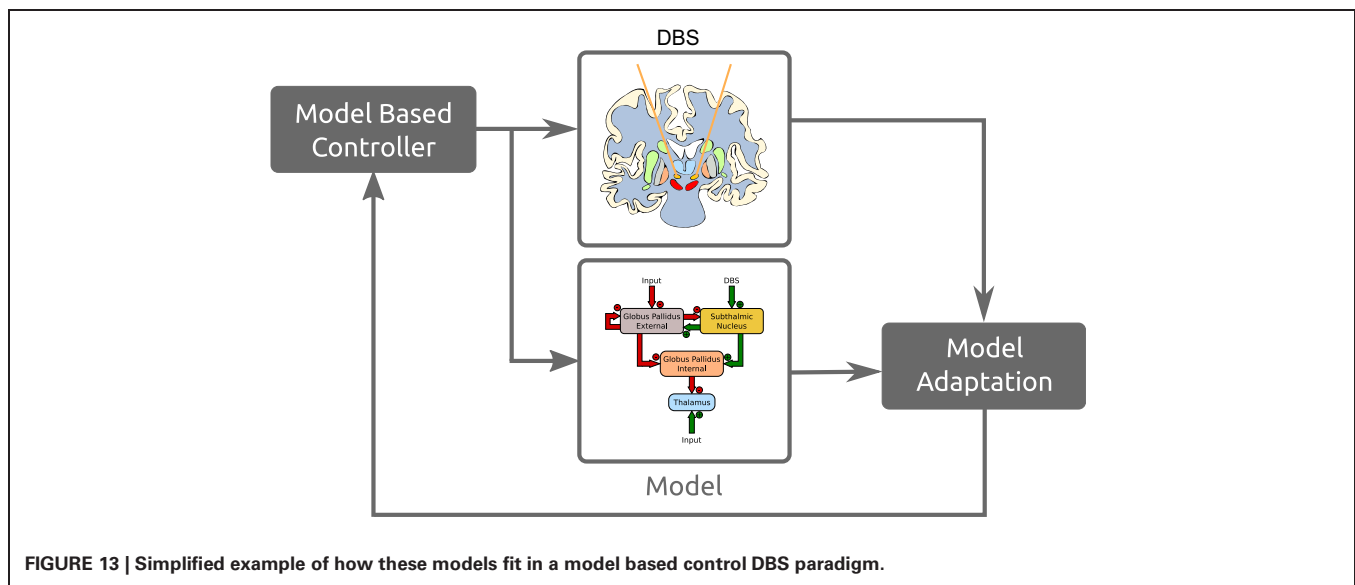 DBS
Model Based
Controller
Input
DBS
Globus Pallidus
External
Subthalmic
Nucleus
Globus Pallidus
Internal
Thalamus
Input
Model
Adaptation
Model
FIGURE 13 | Simplified example of how these models fit in a model based control DBS paradigm.